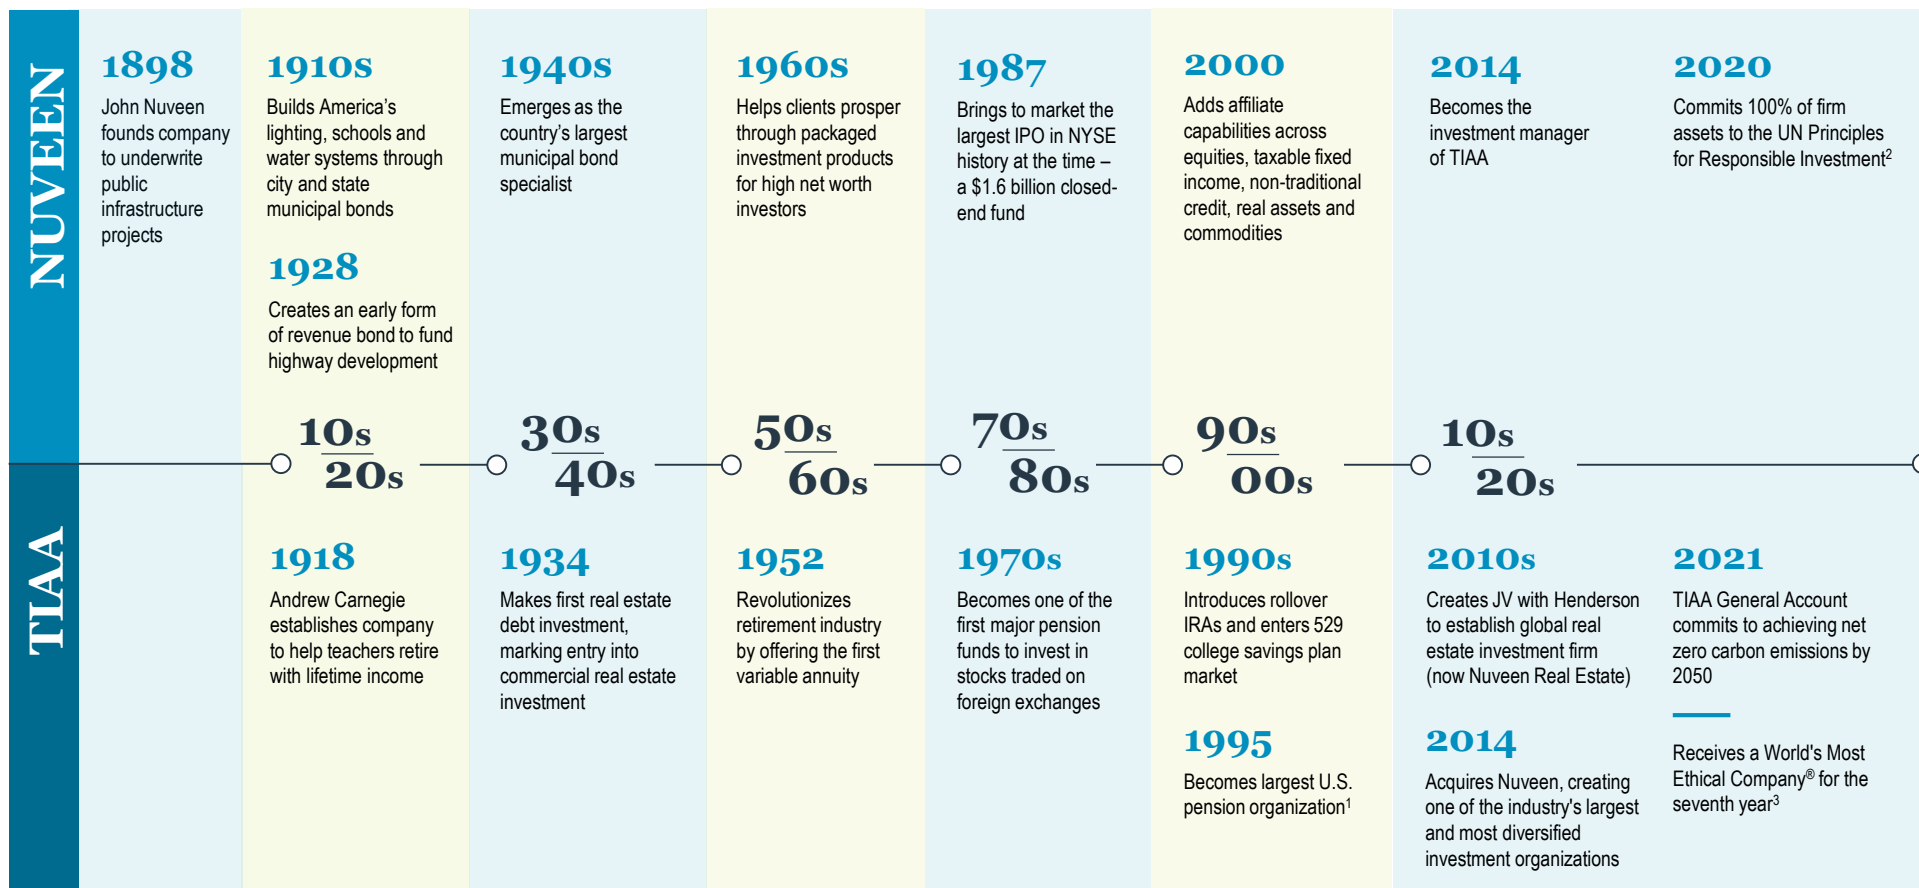 NUVEEN
1898
John Nuveen
founds company
to underwrite
public
infrastructure
projects
1910s
Builds America's
lighting, schools and
water systems through
city and state
municipal bonds
1928
Creates an early form
of revenue bond to fund
highway development
1940s
Emerges as the
country's largest
municipal bond
specialist
1960s
Helps clients prosper
through packaged
investment products
for high net worth
investors
1987
Brings to market the
largest IPO in NYSE
history at the time –
a $1.6 billion closed-
end fund
2000
Adds affiliate
capabilities across
equities, taxable fixed
income, non-traditional
credit, real assets and
commodities
2014
Becomes the
investment manager
of TIAA
2020
Commits 100% of firm
assets to the UN Principles
for Responsible Investment²
10s
20s
30s
40s
50s
60s
70s
80s
90s
00s
10s
20s
TIAA
1918
Andrew Carnegie
establishes company
to help teachers retire
with lifetime income
1934
Makes first real estate
debt investment,
marking entry into
commercial real estate
investment
1952
Revolutionizes
retirement industry
by offering the first
variable annuity
1970s
Becomes one of the
first major pension
funds to invest in
stocks traded on
foreign exchanges
1990s
Introduces rollover
IRAs and enters 529
college savings plan
market
1995
Becomes largest U.S.
pension organization¹
2010s
Creates JV with Henderson
to establish global real
estate investment firm
(now Nuveen Real Estate)
2014
Acquires Nuveen, creating
one of the industry's largest
and most diversified
investment organizations
2021
TIAA General Account
commits to achieving net
zero carbon emissions by
2050
Receives a World's Most
Ethical Company® for the
seventh year³